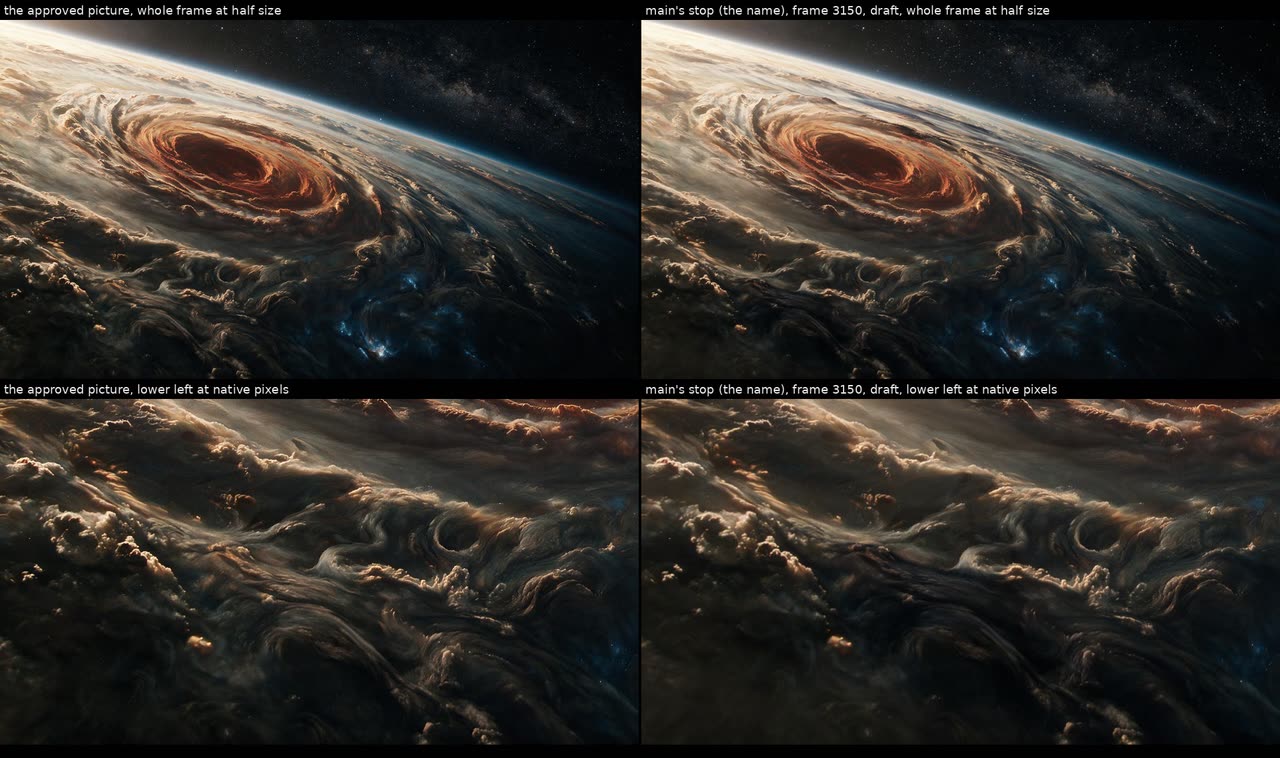 the approved picture, whole frame at half size
main's stop (the name), frame 3150, draft, whole frame at half size
the approved picture, lower left at native pixels
main's stop (the name), frame 3150, draft, lower left at native pixels